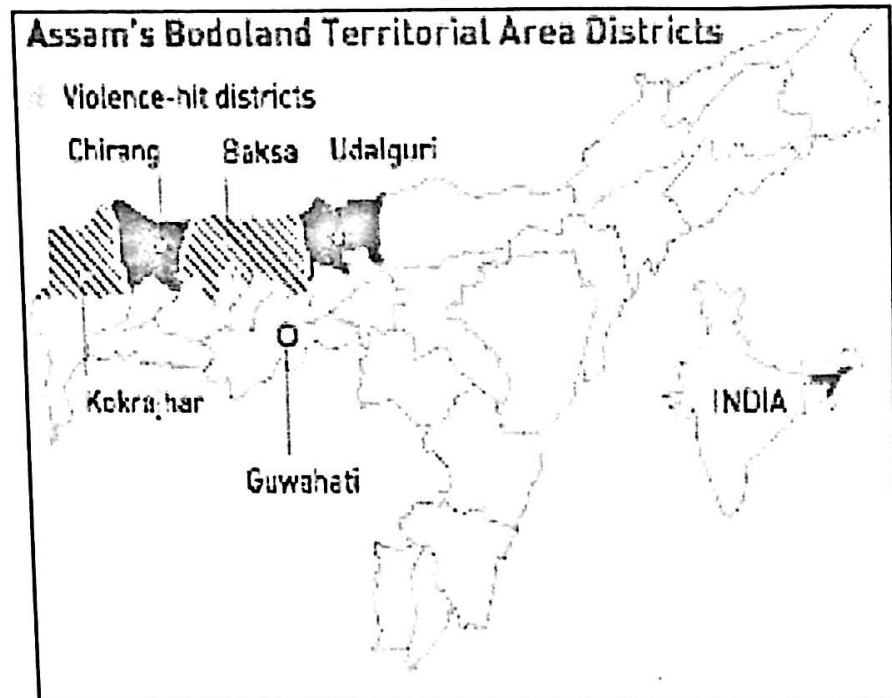 Assam's Bodoland Territorial Area Districts
Violence-hit districts
Chirang Baksa Udalguri
Kokrajhar
INDIA
Guwahati